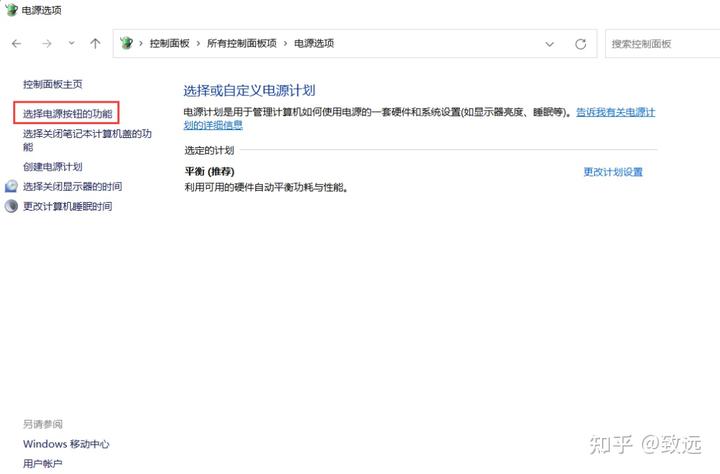 电源选项
控制面板 > 所有控制面板项 > 电源选项
搜索控制面板
控制面板主页
选择电源按钮的功能
选择关闭笔记本计算机盖的功
能
创建电源计划
选择关闭显示器的时间
更改计算机睡眠时间
选择或自定义电源计划
电源计划是用于管理计算机如何使用电源的一套硬件和系统设置(如显示器亮度、睡眠等)。告诉我有关电源计
划的详细信息
选定的计划
平衡 (推荐)
更改计划设置
利用可用的硬件自动平衡功耗与性能。
另请参阅
Windows 移动中心
用户帐户
知乎 @致远